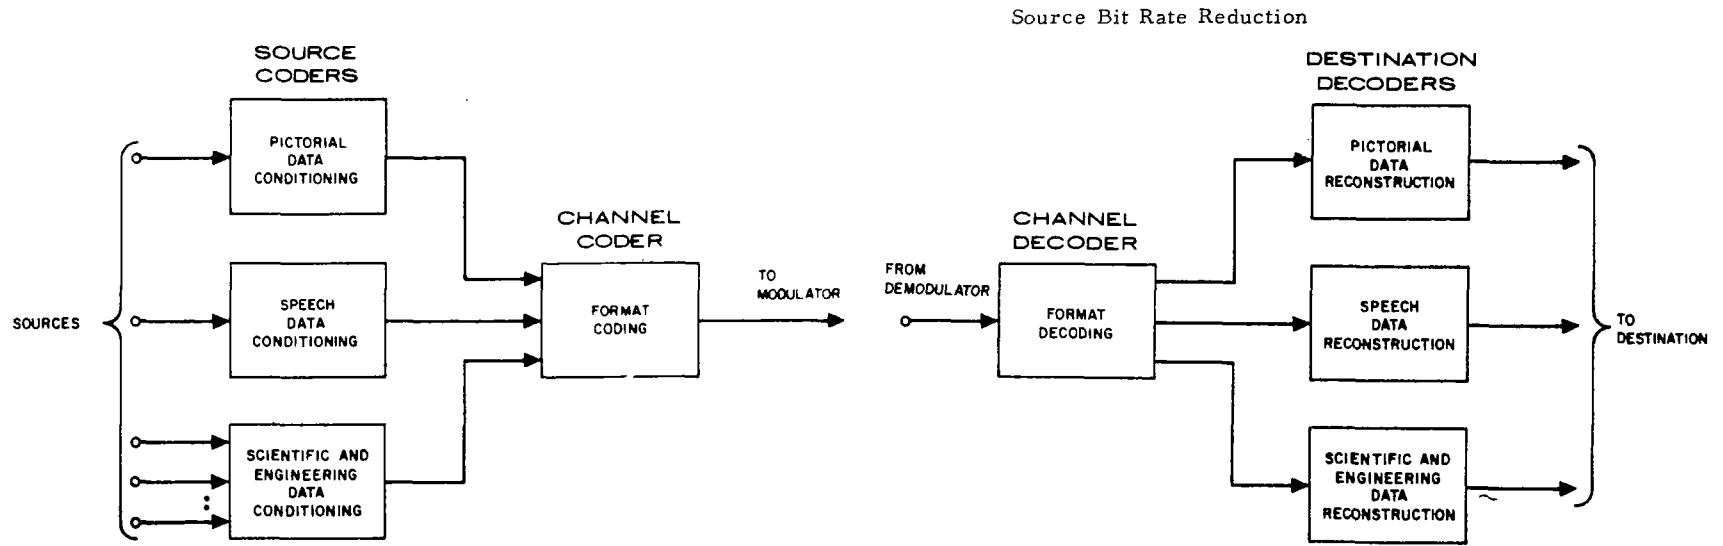 Source Bit Rate Reduction
SOURCE
CODERS
PICTORIAL
DATA
CONDITIONING
SPEECH
DATA
CONDITIONING
SCIENTIFIC AND
ENGINEERING
DATA
CONDITIONING
SOURCES
CHANNEL
CODER
FORMAT
CODING
TO
MODULATOR
FROM
DEMODULATOR
CHANNEL
DECODER
FORMAT
DECODING
DESTINATION
DECODERS
PICTORIAL
DATA
RECONSTRUCTION
SPEECH
DATA
RECONSTRUCTION
SCIENTIFIC AND
ENGINEERING
DATA
RECONSTRUCTION
TO
DESTINATION